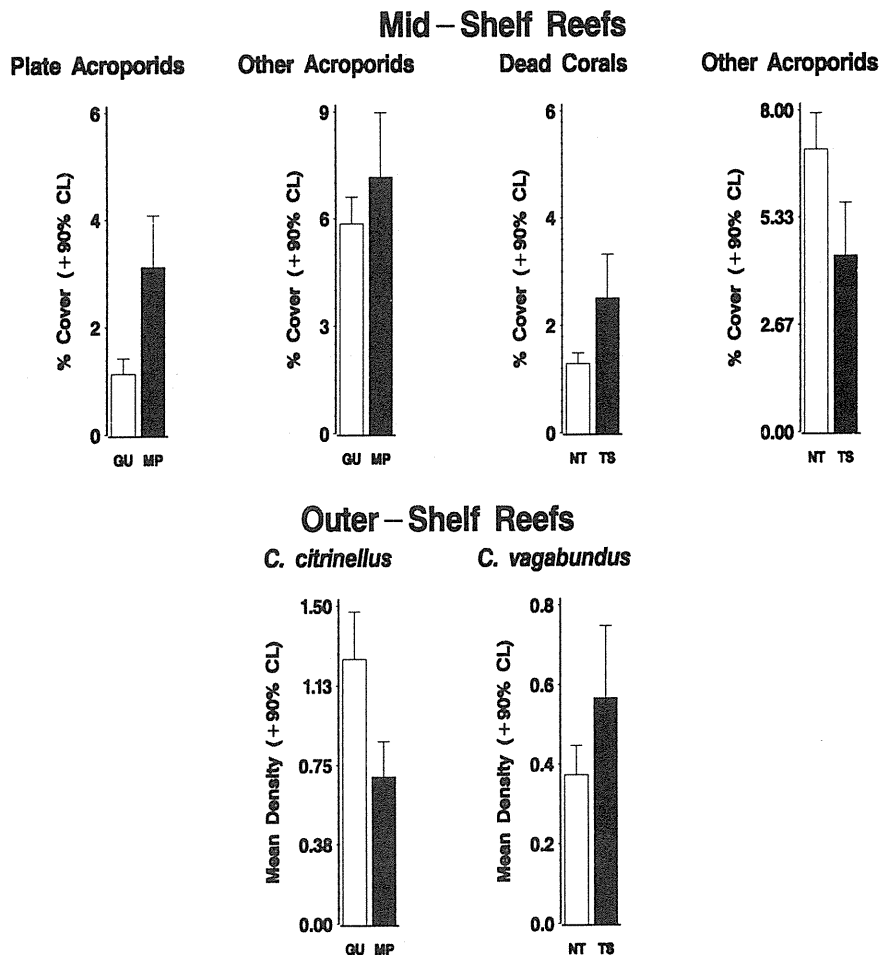 Mid – Shelf Reefs
Plate Acroporids
Other Acroporids
Dead Corals
Other Acroporids
% Cover (+90% CL)
6
4
2
0
GU MP
% Cover (+90% CL)
9
6
3
0
GU MP
% Cover (+90% CL)
6
4
2
0
NT TS
% Cover (+90% CL)
8.00
5.33
2.67
0.00
NT TS
Outer – Shelf Reefs
C. citrinellus
C. vagabundus
Mean Density (+90% CL)
1.50
1.13
0.75
0.38
0.00
GU MP
Mean Density (+90% CL)
0.8
0.6
0.4
0.2
0.0
NT TS